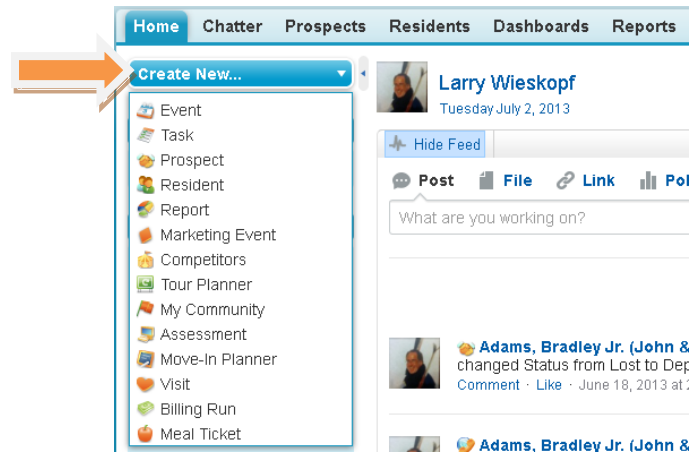 Home Chatter Prospects Residents Dashboards Reports
Create New...
Event
Task
Prospect
Resident
Report
Marketing Event
Competitors
Tour Planner
My Community
Assessment
Move-In Planner
Visit
Billing Run
Meal Ticket
Larry Wieskopf
Tuesday July 2, 2013
Hide Feed
Post File Link Pol
What are you working on?
Adams, Bradley Jr. (John &
changed Status from Lost to Dep
Comment · Like · June 18, 2013 at 2
Adams, Bradley Jr. (John &